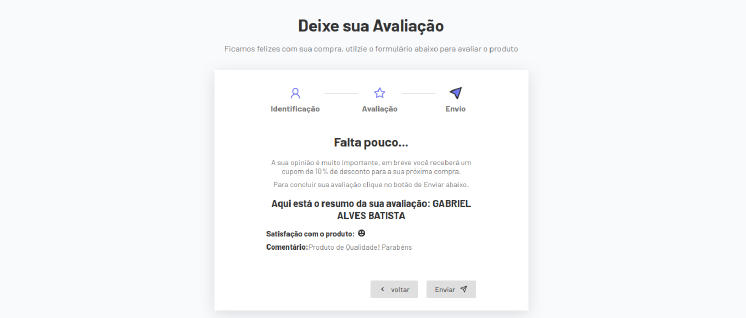 Deixe sua Avaliação
Ficamos felizes com sua compra, utilzie o formulário abaixo para avaliar o produto
Identificação
Avaliação
Envio
Falta pouco...
A sua opinião é muito importante, em breve você receberá um
cupom de 10% de desconto para a sua próxima compra.
Para concluir sua avaliação clique no botão de Enviar abaixo.
Aqui está o resumo da sua avaliação: GABRIEL
ALVES BATISTA
Satisfação com o produto:
Comentário:Produto de Qualidade! Parabéns
voltar
Enviar